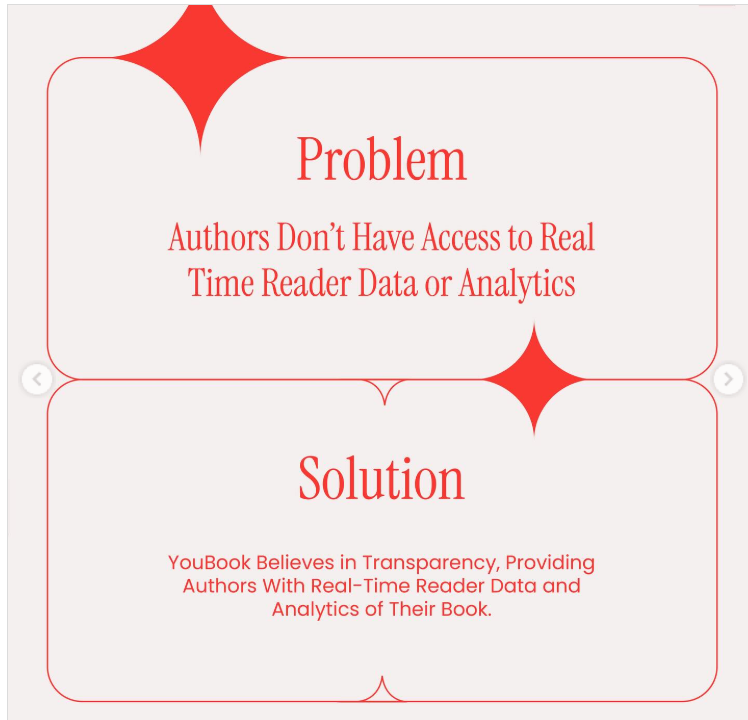 Problem
Authors Don’t Have Access to Real
Time Reader Data or Analytics
Solution
YouBook Believes in Transparency, Providing
Authors With Real-Time Reader Data and
Analytics of Their Book.